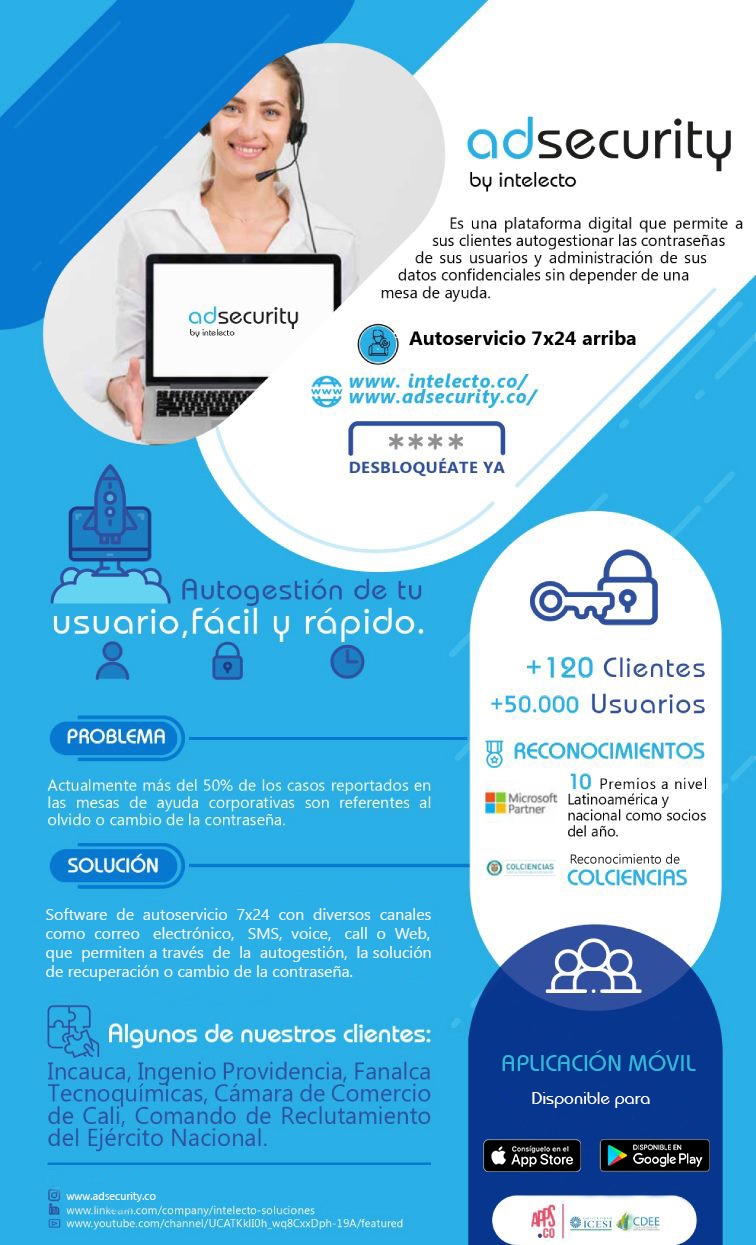 adsecurity
by intelecto
Es una plataforma digital que permite a
sus clientes autogestionar las contraseñas
de sus usuarios y administración de sus
datos confidenciales sin depender de una
mesa de ayuda.
adsecurity
by intelecto
Autoservicio 7x24 arriba
www
www. intelecto.co/
www.adsecurity.co/
****
DESBLOQUÉATE YA
Autogestión de tu
usuario,fácil y rápido.
+120 Clientes
+50.000 Usuarios
RECONOCIMIENTOS
Microsoft
Partner
10 Premios a nivel
Latinoamérica y
nacional como socios
del año.
COLCIENCIAS
Reconocimiento de
COLCIENCIAS
PROBLEMA
Actualmente más del 50% de los casos reportados en
las mesas de ayuda corporativas son referentes al
olvido o cambio de la contraseña.
SOLUCIÓN
Software de autoservicio 7x24 con diversos canales
como correo electrónico, SMS, voice, call o Web,
que permiten a través de la autogestión, la solución
de recuperación o cambio de la contraseña.
Algunos de nuestros clientes:
Incauca, Ingenio Providencia, Fanalca
Tecnoquímicas, Cámara de Comercio
de Cali, Comando de Reclutamiento
del Ejército Nacional.
APLICACIÓN MÓVIL
Disponible para
Consíguelo en el
App Store
DISPONIBLE EN
Google Play
www.adsecurity.co
www.linkedin.com/company/intelecto-soluciones
www.youtube.com/channel/UCATKkII0h_wq8CxxDph-19A/featured
APPS
.CO
ICESI
CDEE